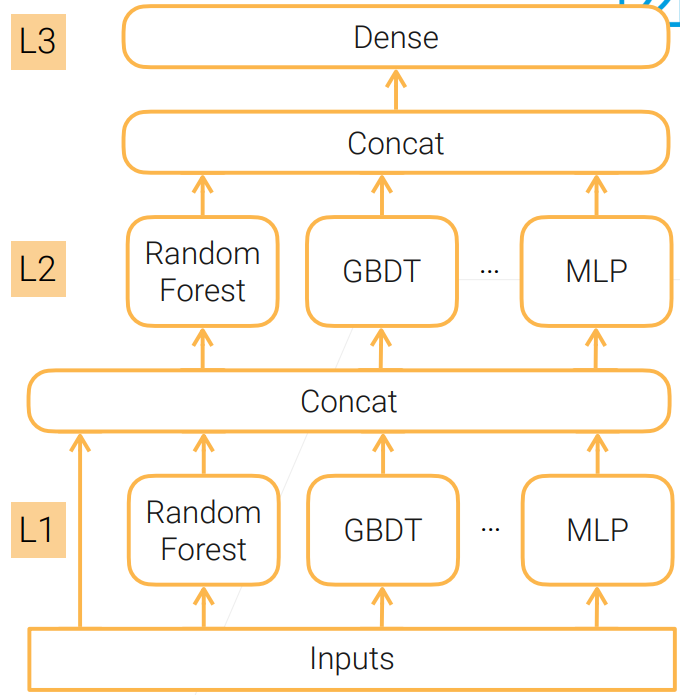 L3
Dense
Concat
L2
Random
Forest
GBDT
...
MLP
Concat
L1
Random
Forest
GBDT
...
MLP
Inputs